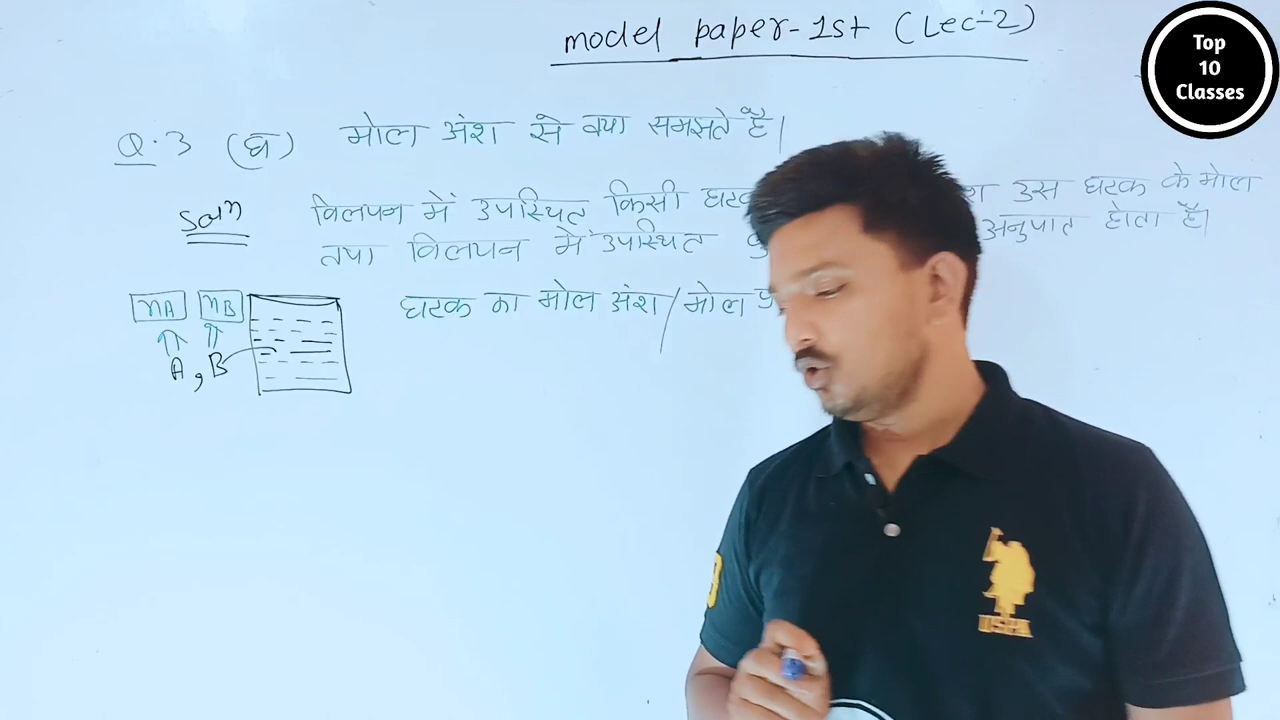 model paper-1st (Lec÷2)
Top
10
Classes
Q.3 (घ) मोल अंश से क्या समझते है|
Soln विलयन में उपस्थित किसी उस घटक के मोल
तथा विलयन में उपस्थित अनुपात होता है|
nA nB घटक का मोल अंश/मोल
A, B
USPA